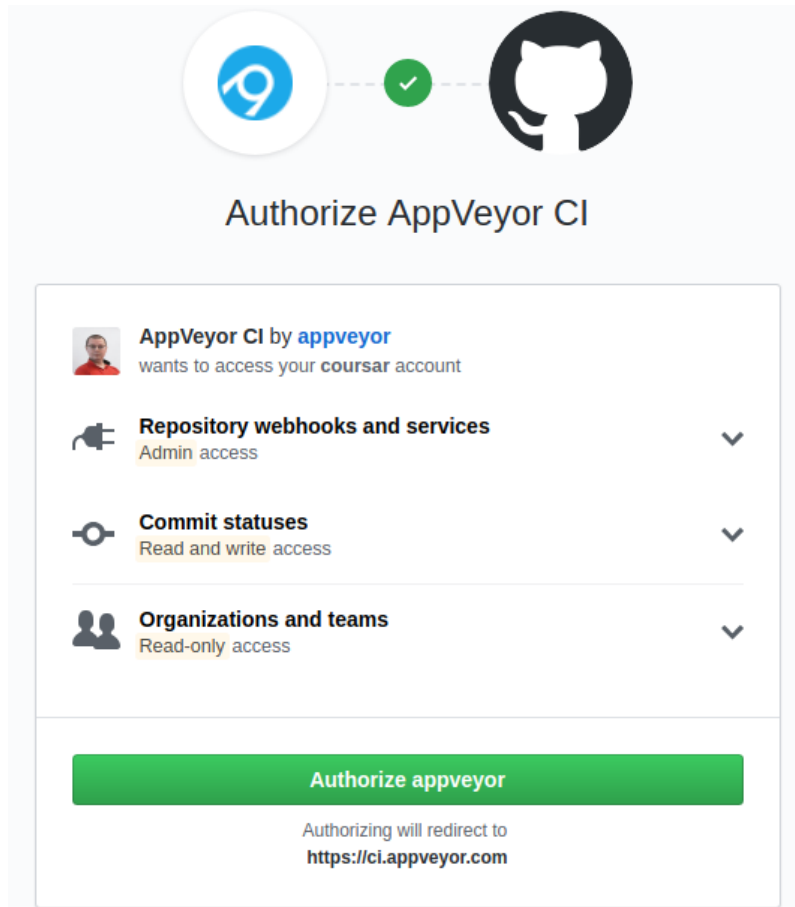 Authorize AppVeyor CI
AppVeyor CI by appveyor
wants to access your coursar account
Repository webhooks and services
Admin access
Commit statuses
Read and write access
Organizations and teams
Read-only access
Authorize appveyor
Authorizing will redirect to
https://ci.appveyor.com